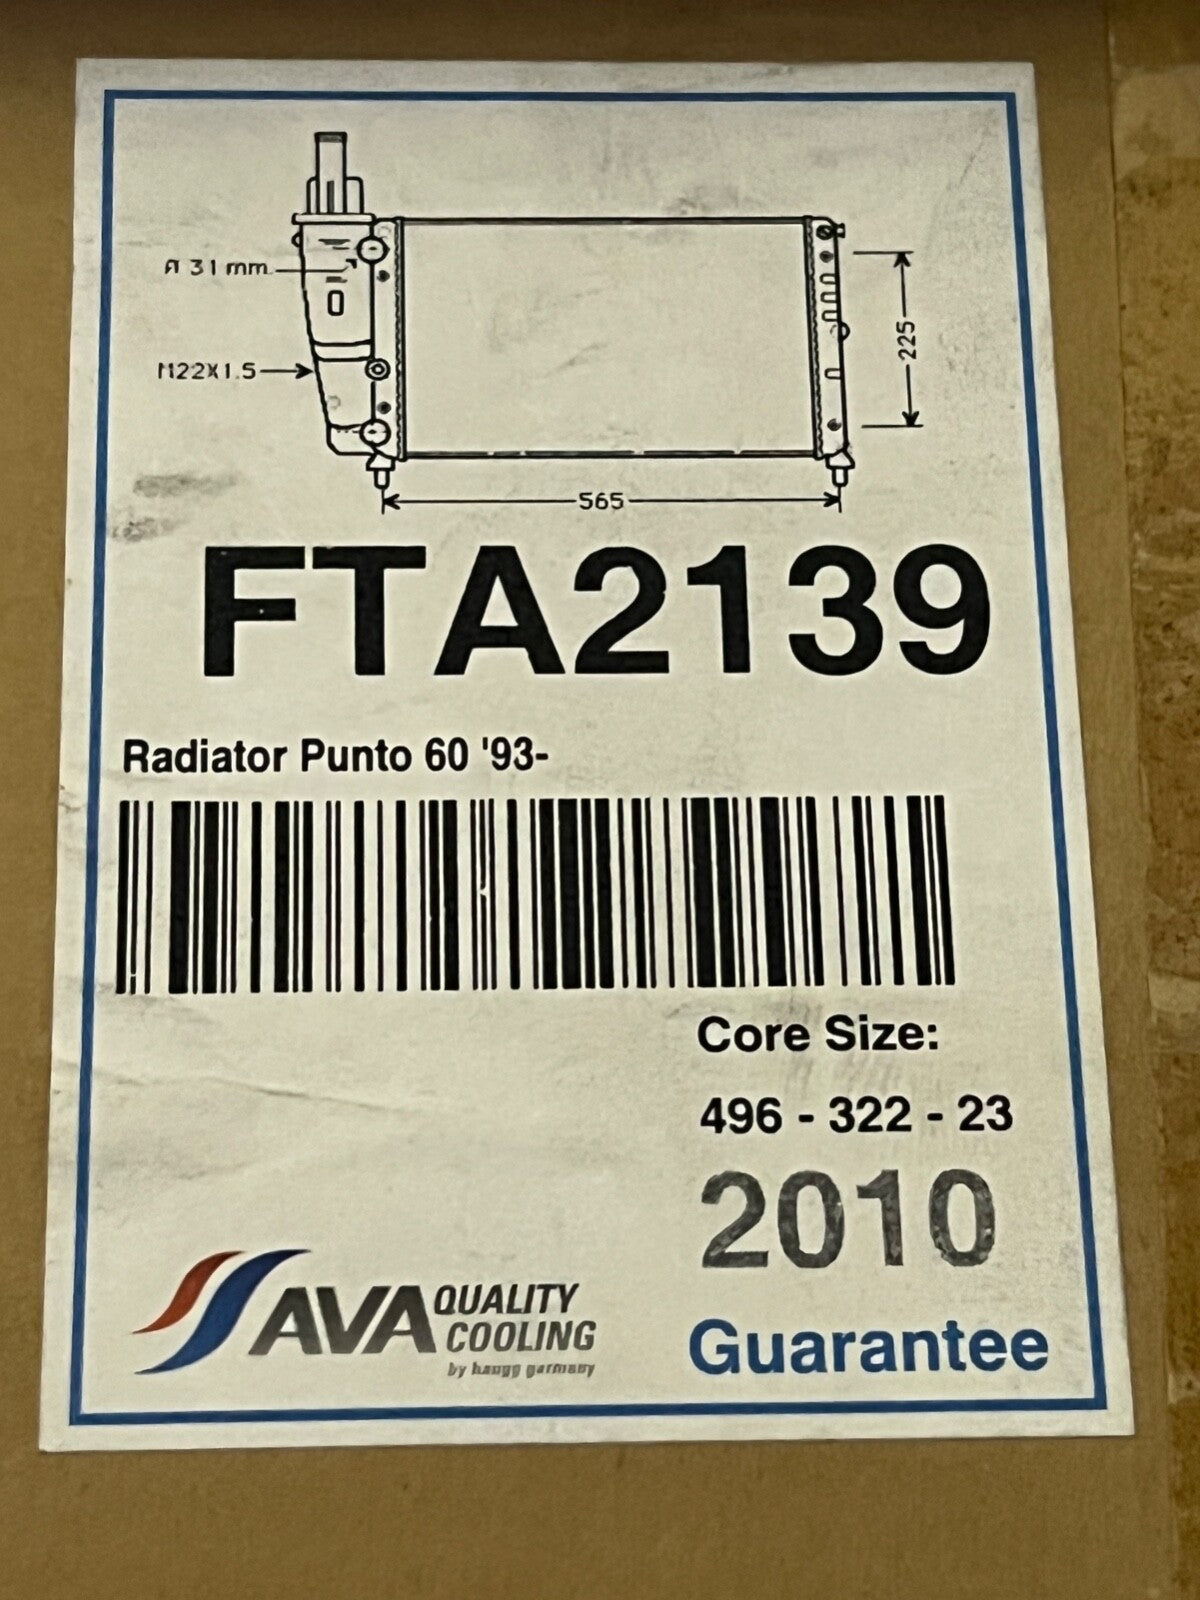 31 mm
M22X1.5
225
565
FTA2139
Radiator Punto 60 '93-
Core Size:
496 - 322 - 23
2010
AVA QUALITY
COOLING
by
Guarantee